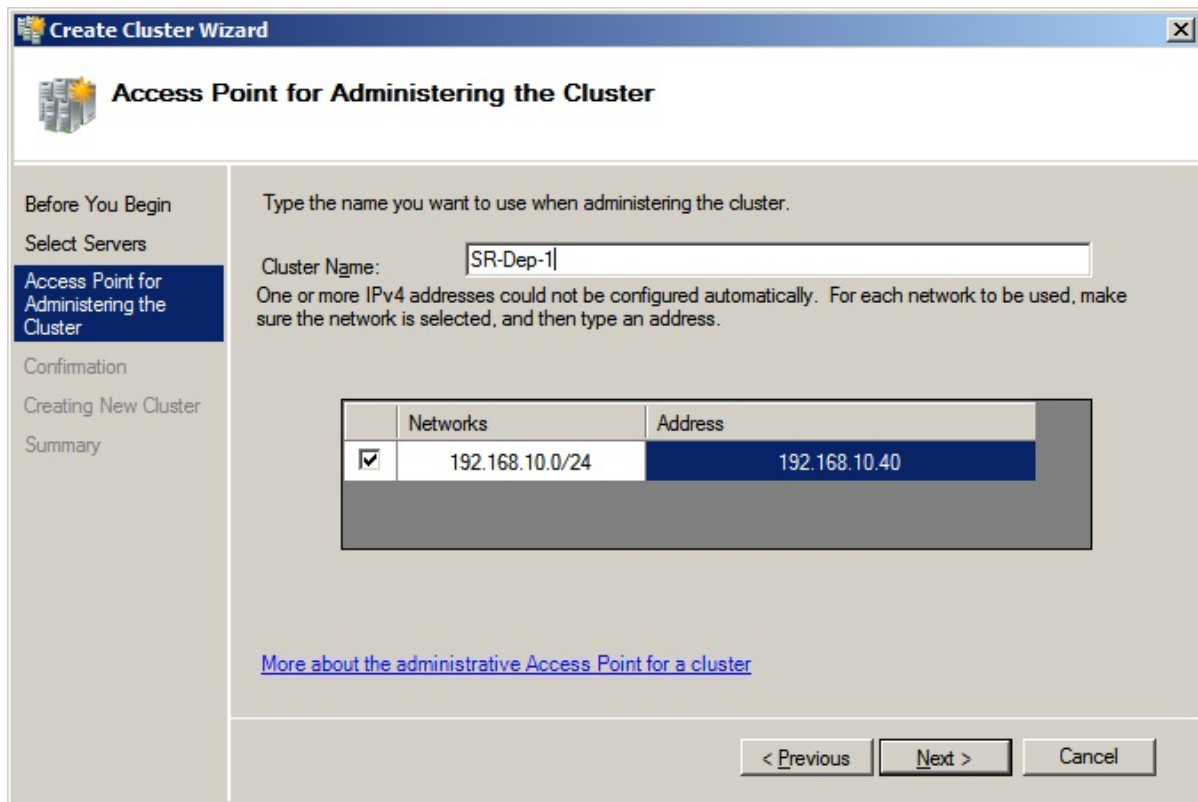 Create Cluster Wizard
Access Point for Administering the Cluster
Before You Begin
Select Servers
Access Point for
Administering the
Cluster
Confirmation
Creating New Cluster
Summary
Type the name you want to use when administering the cluster.
Cluster Name: SR-Dep-1
One or more IPv4 addresses could not be configured automatically. For each network to be used, make
sure the network is selected, and then type an address.
Networks Address
192.168.10.0/24 192.168.10.40
More about the administrative Access Point for a cluster
< Previous Next > Cancel